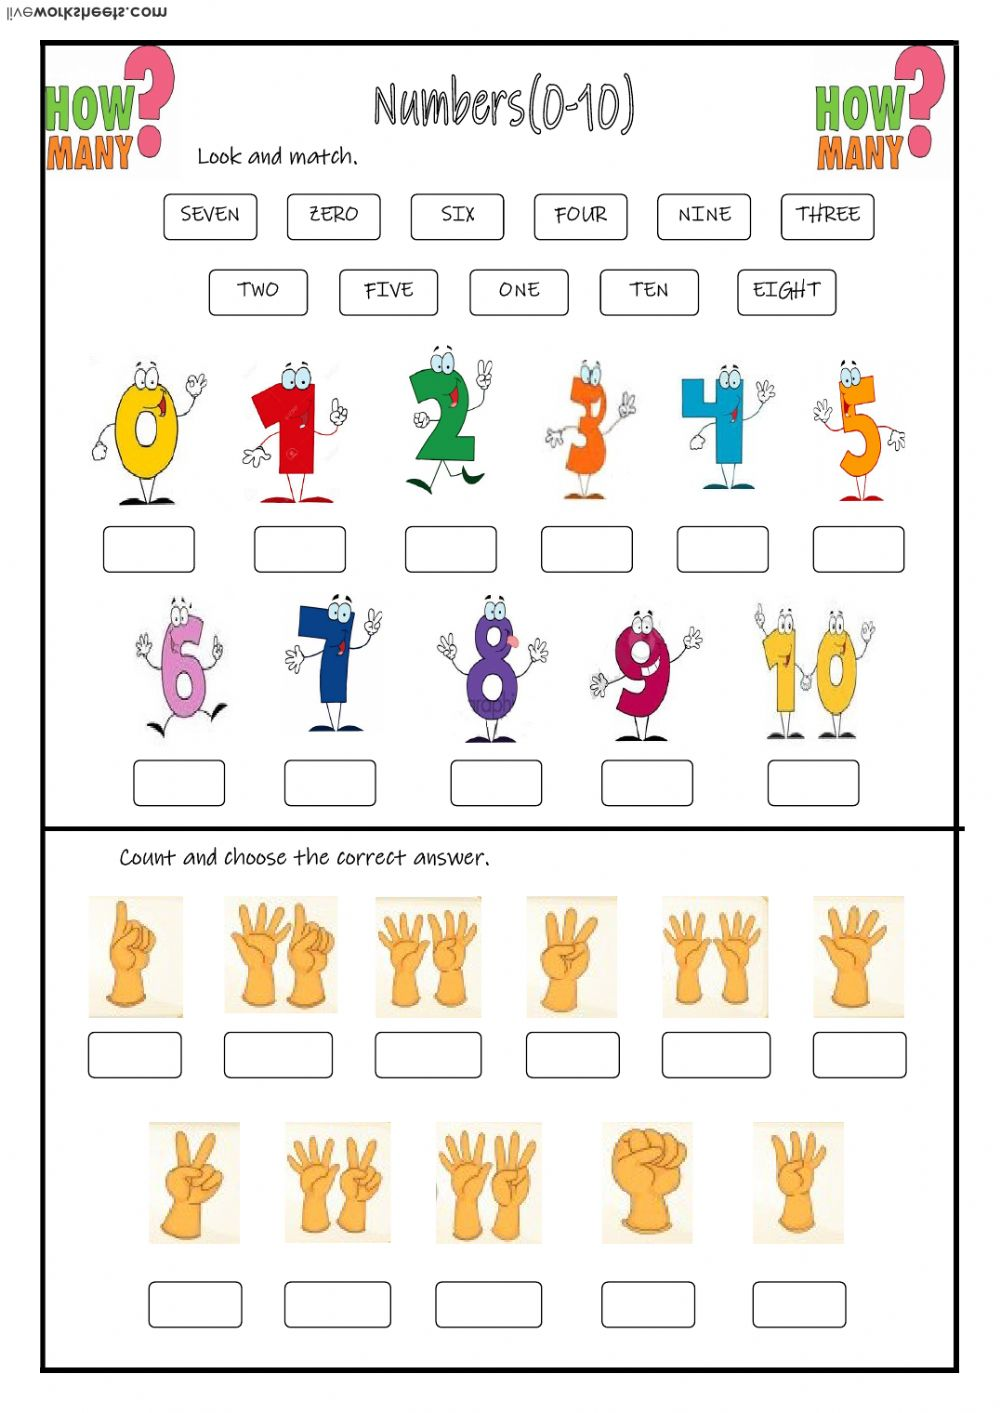 liveworksheets.com
HOW MANY?
Numbers(0-10)
HOW MANY?
Look and match.
SEVEN ZERO SIX FOUR NINE THREE
TWO FIVE ONE TEN EIGHT
0 1 2 3 4 5
6 7 8 9 10
Count and choose the correct answer.